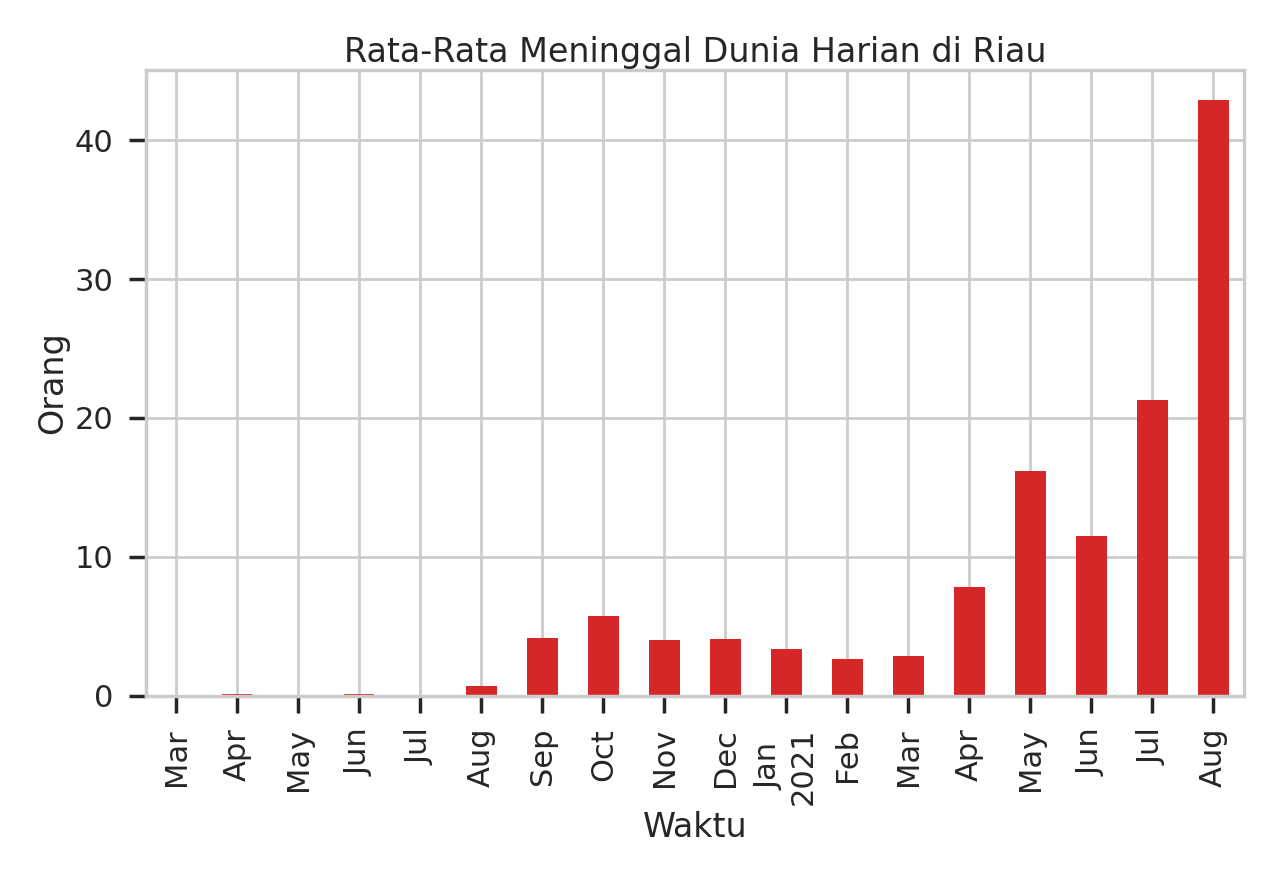 Rata-Rata Meninggal Dunia Harian di Riau
Orang
40
30
20
10
0
Mar
Apr
May
Jun
Jul
Aug
Sep
Oct
Nov
Dec
Jan
2021
Feb
Mar
Apr
May
Jun
Jul
Aug
Waktu